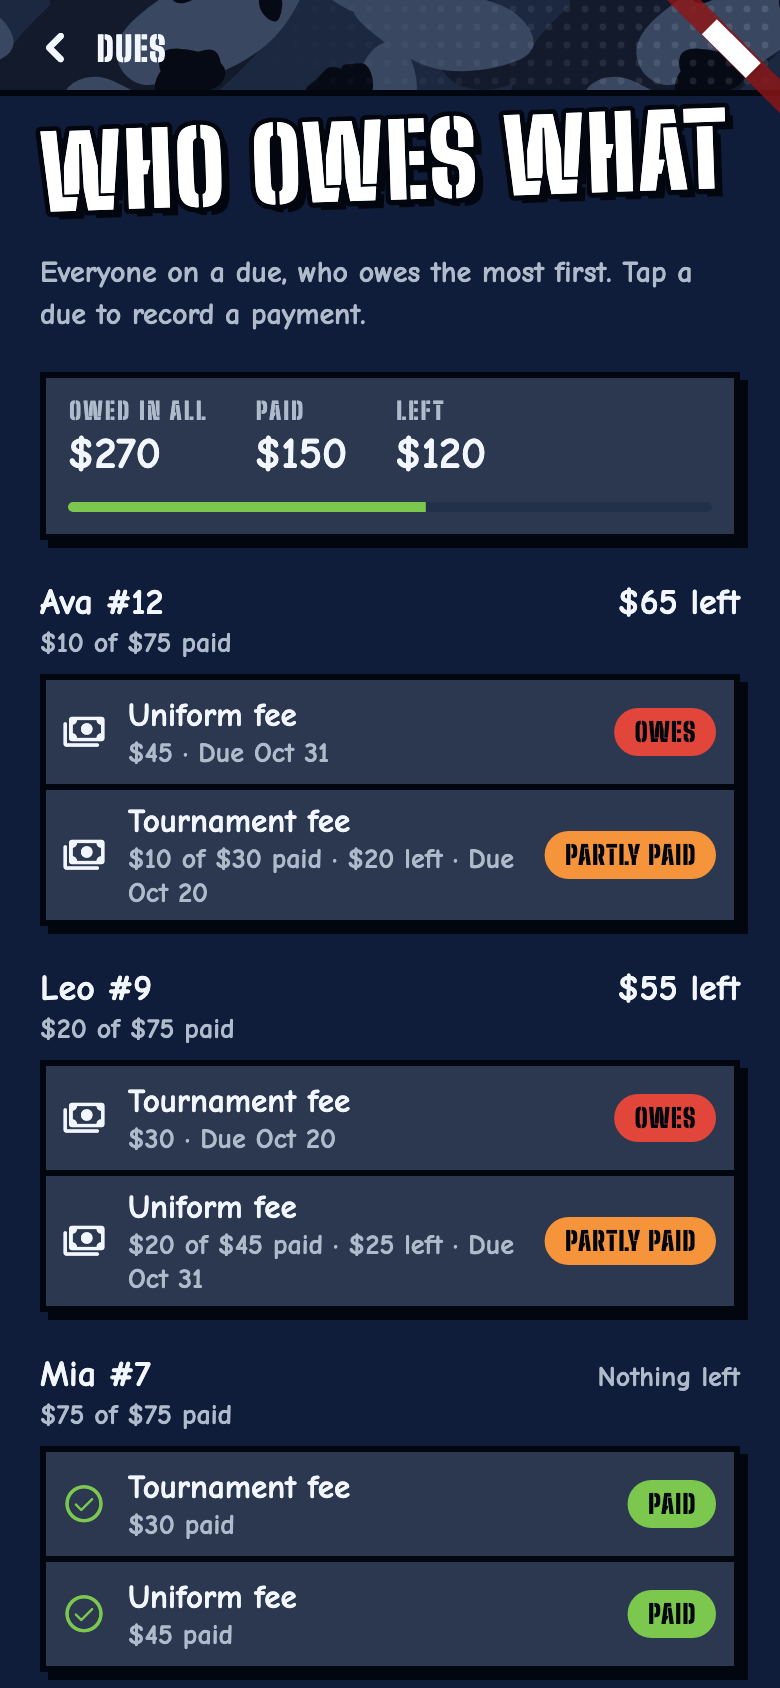 DUES
WHO OWES WHAT
Everyone on a due, who owes the most first. Tap a
due to record a payment.
OWED IN ALL PAID LEFT
$270 $150 $120
Ava #12 $65 left
$10 of $75 paid
Uniform fee
$45 · Due Oct 31
OWES
Tournament fee
$10 of $30 paid · $20 left · Due
Oct 20
PARTLY PAID
Leo #9 $55 left
$20 of $75 paid
Tournament fee
$30 · Due Oct 20
OWES
Uniform fee
$20 of $45 paid · $25 left · Due
Oct 31
PARTLY PAID
Mia #7 Nothing left
$75 of $75 paid
Tournament fee
$30 paid
PAID
Uniform fee
$45 paid
PAID